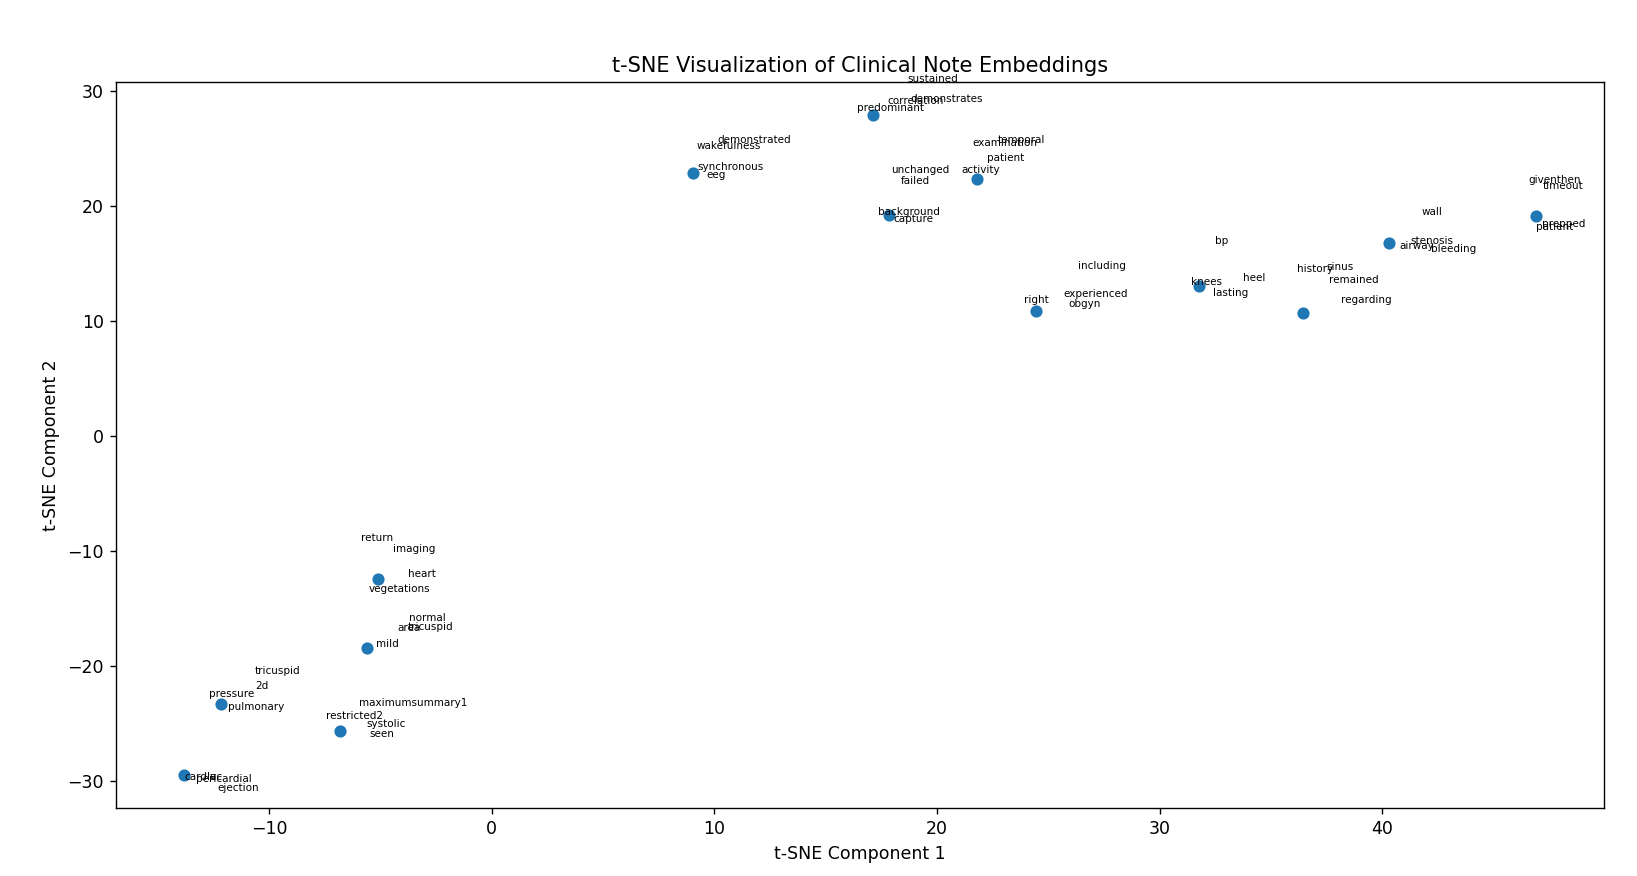 t-SNE Visualization of Clinical Note Embeddings
sustained
correlation
demonstrates
predominant
demonstrated
wakefulness
synchronous
eeg
temporal
examination
patient
activity
unchanged
failed
background
capture
giventhen
timeout
prepped
patient
wall
stenosis
airway
bleeding
bp
knees
heel
lasting
history
sinus
remained
regarding
including
experienced
obgyn
right
return
imaging
heart
vegetations
normal
area
tricuspid
mild
tricuspid
2d
pressure
pulmonary
maximumsummary1
restricted2
systolic
seen
cardiac
pericardial
ejection
30
20
10
0
−10
−20
−30
t-SNE Component 2
−10
0
10
20
30
40
t-SNE Component 1